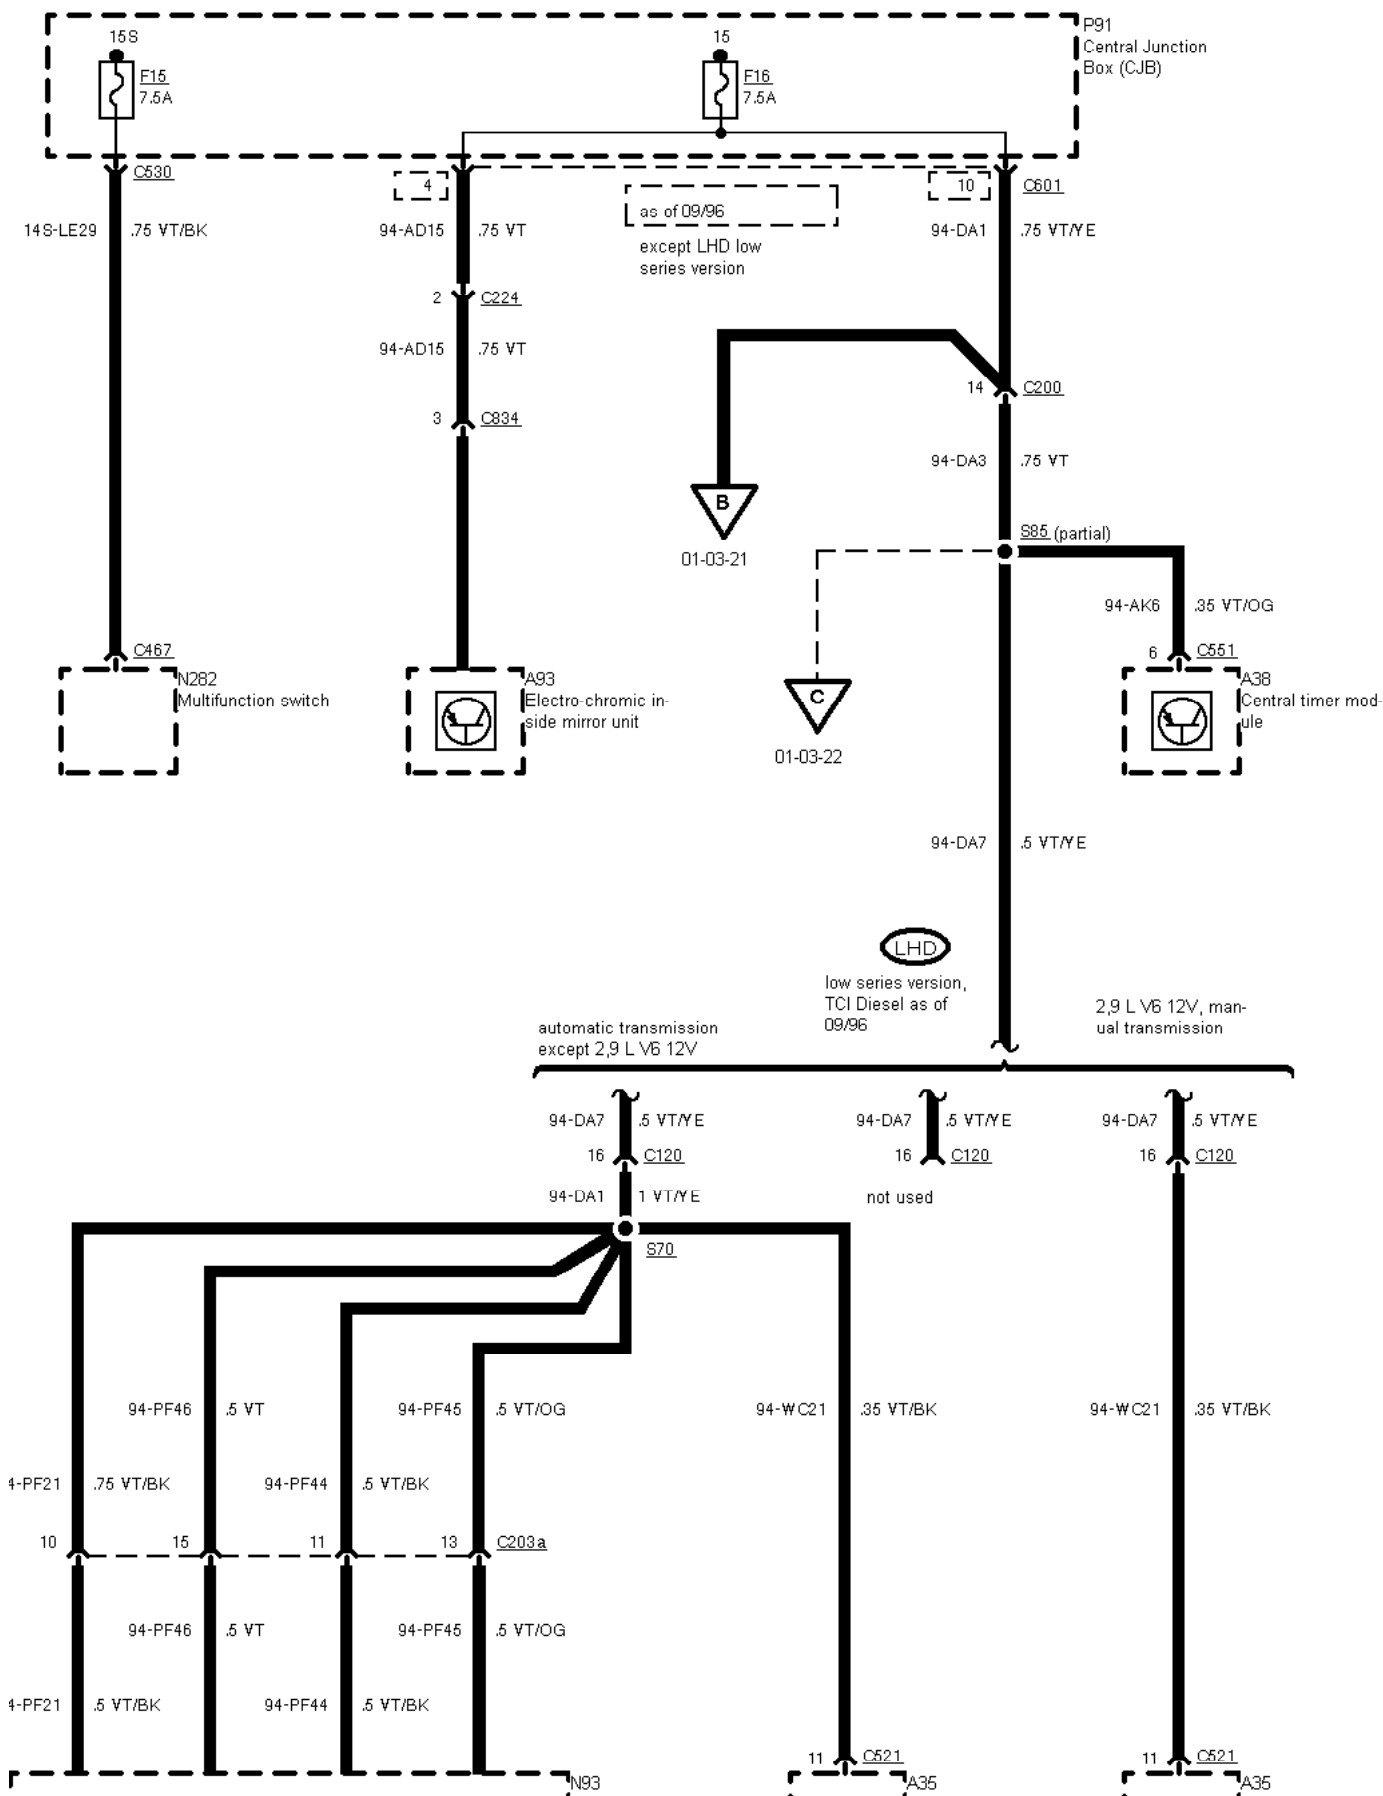 P91
Central Junction
Box (CJB)
15S
15
F15
7.5A
F16
7.5A
C530
4
10
C601
as of 09/96
14S-LE29 .75 VT/BK
94-AD15 .75 VT
94-DA1 .75 VT/YE
except LHD low
series version
2 C224
94-AD15 .75 VT
14 C200
3 C834
94-DA3 .75 VT
B
S85 (partial)
01-03-21
94-AK6 .35 VT/OG
C467
6 C551
N282
Multifunction switch
A93
Electro-chromic in-
side mirror unit
C
A38
Central timer mod-
ule
01-03-22
94-DA7 .5 VT/YE
LHD
low series version,
TCI Diesel as of
09/96
2,9 L V6 12V, man-
ual transmission
automatic transmission
except 2,9 L V6 12V
94-DA7 .5 VT/YE
94-DA7 .5 VT/YE
94-DA7 .5 VT/YE
16 C120
16 C120
16 C120
94-DA1 1 VT/YE
not used
S70
94-PF46 .5 VT
94-PF45 .5 VT/OG
94-WC21 .35 VT/BK
94-WC21 .35 VT/BK
4-PF21 .75 VT/BK
94-PF44 .5 VT/BK
10
15
11
13 C203a
94-PF46 .5 VT
94-PF45 .5 VT/OG
4-PF21 .5 VT/BK
94-PF44 .5 VT/BK
11 C521
11 C521
N93
A35
A35